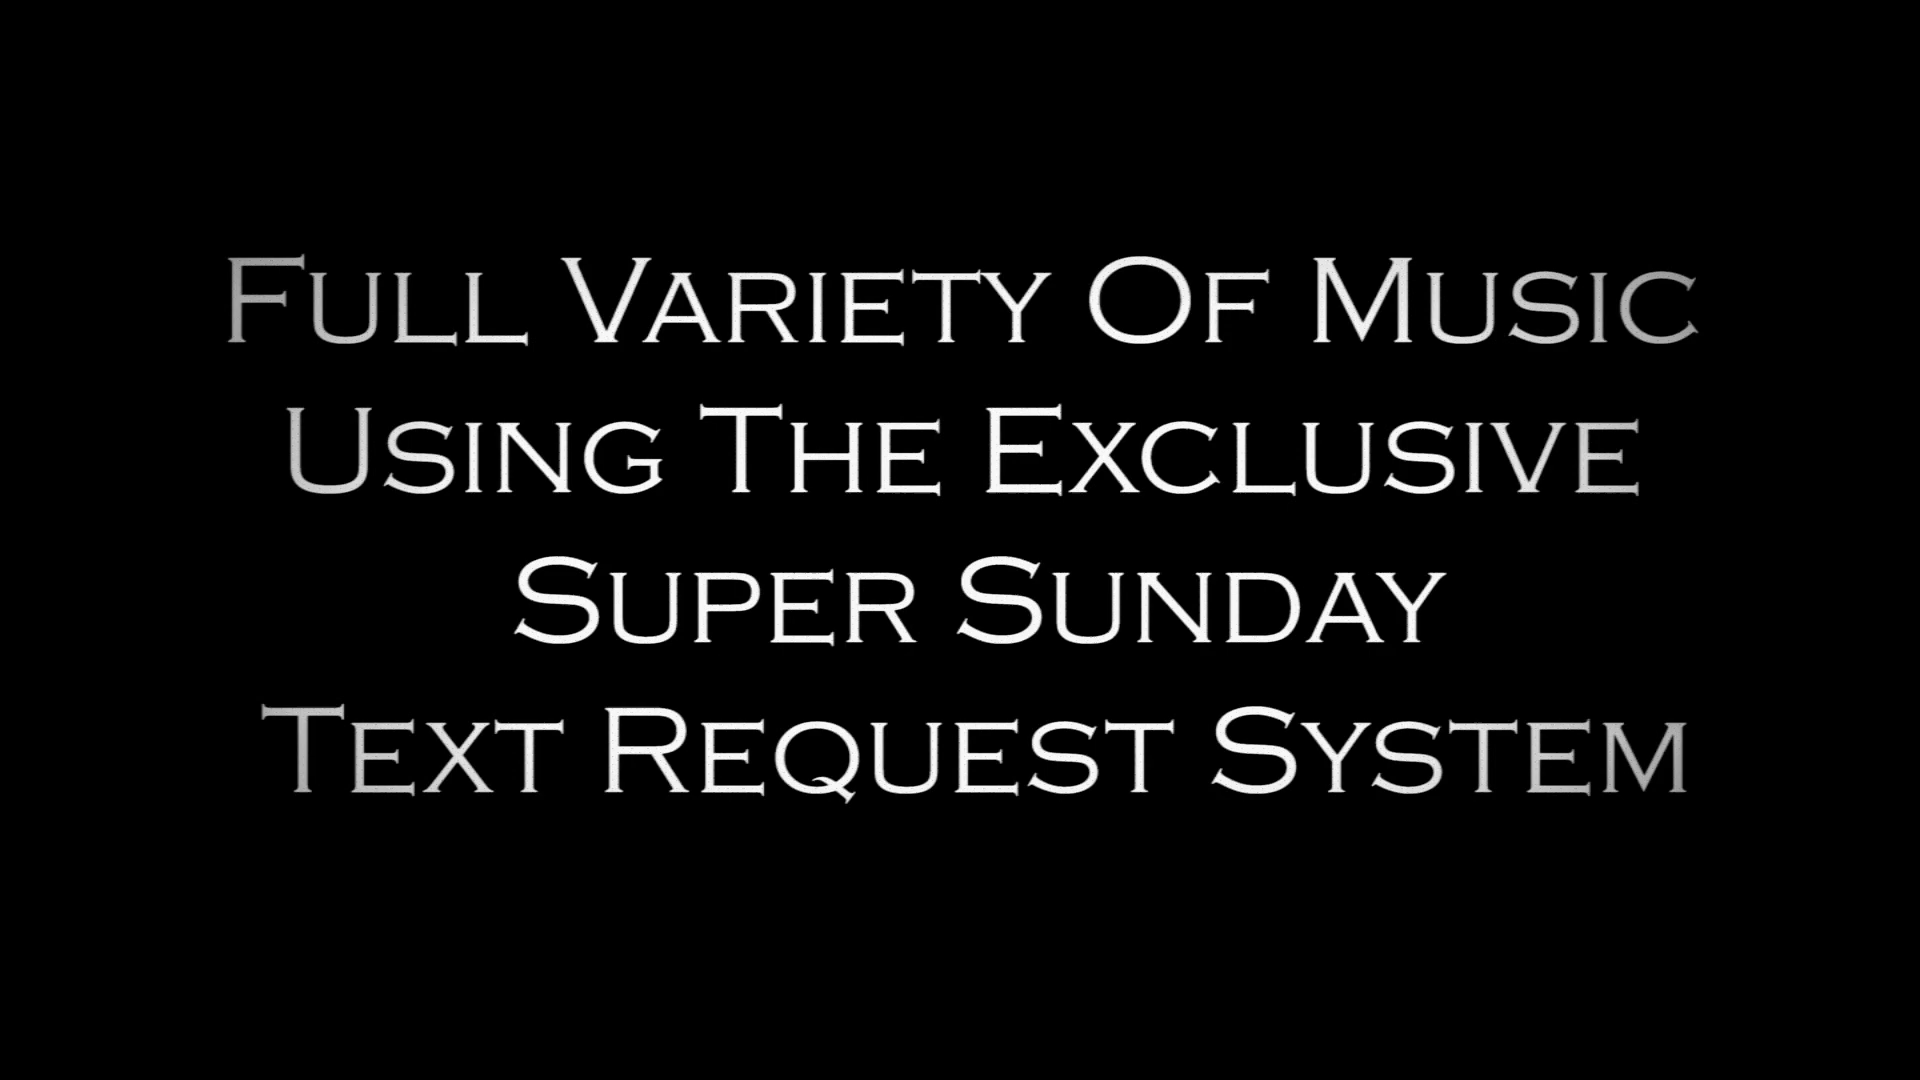 Full Variety Of Music
Using The Exclusive
Super Sunday
Text Request System